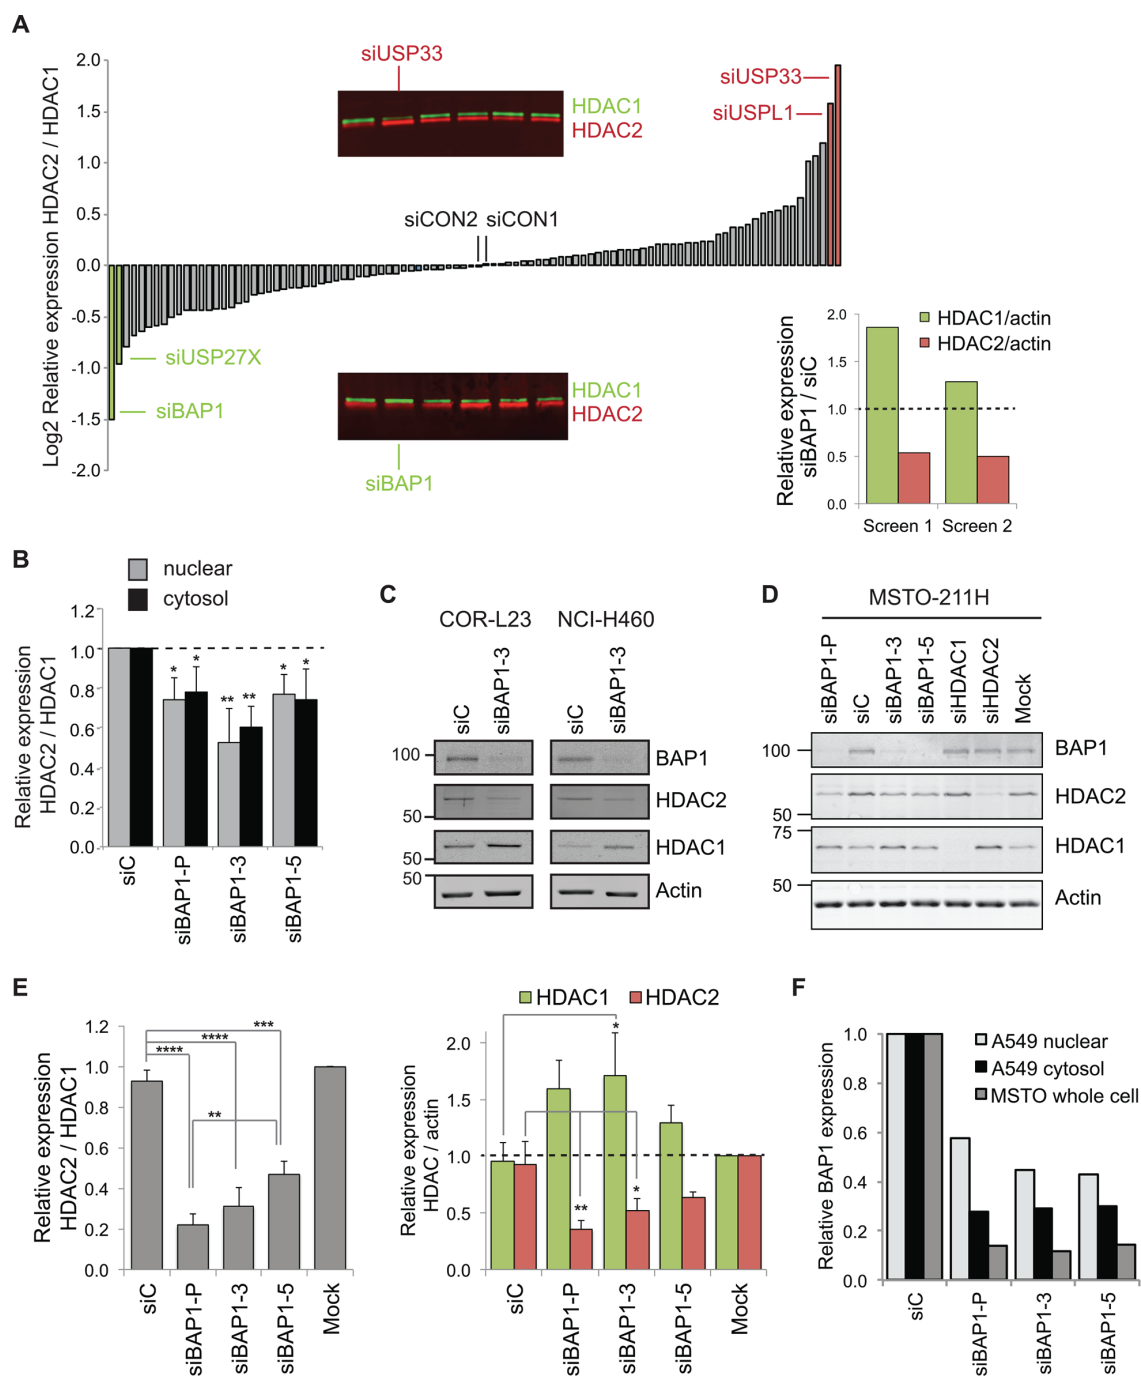 A
Log2 Relative expression HDAC2 / HDAC1
2.0
1.5
1.0
0.5
0.0
-0.5
-1.0
-1.5
-2.0
siUSP33
HDAC1
HDAC2
siUSP33
siUSPL1
siCON2
siCON1
siUSP27X
siBAP1
HDAC1
HDAC2
siBAP1
Relative expression
siBAP1 / siC
2.0
1.5
1.0
0.5
0.0
HDAC1/actin
HDAC2/actin
Screen 1
Screen 2
B
nuclear
cytosol
Relative expression
HDAC2 / HDAC1
1.2
1.0
0.8
0.6
0.4
0.2
0.0
*
*
**
**
*
*
siC
siBAP1-P
siBAP1-3
siBAP1-5
C
COR-L23
NCI-H460
siC
siBAP1-3
siC
siBAP1-3
100
BAP1
HDAC2
50
HDAC1
50
50
Actin
D
MSTO-211H
siBAP1-P
siC
siBAP1-3
siBAP1-5
siHDAC1
siHDAC2
Mock
100
BAP1
HDAC2
50
75
HDAC1
50
Actin
E
Relative expression
HDAC2 / HDAC1
1.2
1.0
0.8
0.6
0.4
0.2
0.0
***
****
****
**
siC
siBAP1-P
siBAP1-3
siBAP1-5
Mock
HDAC1
HDAC2
Relative expression
HDAC / actin
2.0
1.5
1.0
0.5
0.0
*
**
*
siC
siBAP1-P
siBAP1-3
siBAP1-5
Mock
F
Relative BAP1 expression
1.0
0.8
0.6
0.4
0.2
0.0
A549 nuclear
A549 cytosol
MSTO whole cell
siC
siBAP1-P
siBAP1-3
siBAP1-5